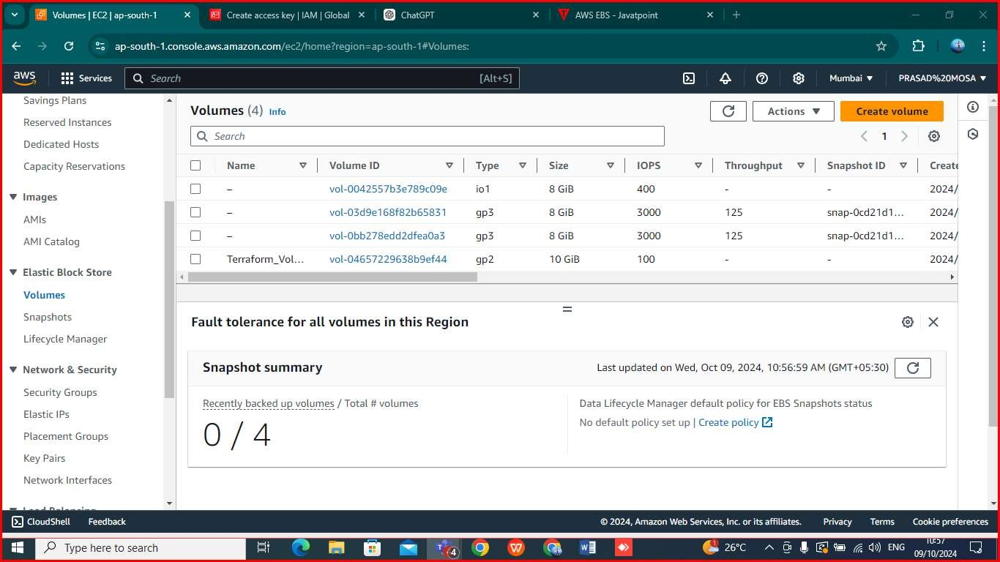 Volumes | EC2 | ap-south-1
Create access key | IAM | Global
ChatGPT
AWS EBS - Javatpoint
ap-south-1.console.aws.amazon.com/ec2/home?region=ap-south-1#Volumes:
aws Services Search [Alt+S] Mumbai PRASAD%20MOSA
Savings Plans
Reserved Instances
Dedicated Hosts
Capacity Reservations
Images
AMIs
AMI Catalog
Elastic Block Store
Volumes
Snapshots
Lifecycle Manager
Network & Security
Security Groups
Elastic IPs
Placement Groups
Key Pairs
Network Interfaces
Load Balancing
Volumes (4) Info Actions Create volume
Search 1
Name Volume ID Type Size IOPS Throughput Snapshot ID Create
– vol-0042557b3e789c09e io1 8 GiB 400 - - 2024/
– vol-03d9e168f82b65831 gp3 8 GiB 3000 125 snap-0cd21d1... 2024/
– vol-0bb278edd2dfea0a3 gp3 8 GiB 3000 125 snap-0cd21d1... 2024/
Terraform_Vol... vol-04657229638b9ef44 gp2 10 GiB 100 - - 2024/
Fault tolerance for all volumes in this Region
Snapshot summary Last updated on Wed, Oct 09, 2024, 10:56:59 AM (GMT+05:30)
Recently backed up volumes / Total # volumes
0 / 4
Data Lifecycle Manager default policy for EBS Snapshots status
No default policy set up | Create policy
CloudShell Feedback © 2024, Amazon Web Services, Inc. or its affiliates. Privacy Terms Cookie preferences
Type here to search 4 1 26°C ENG 10:57
09/10/2024